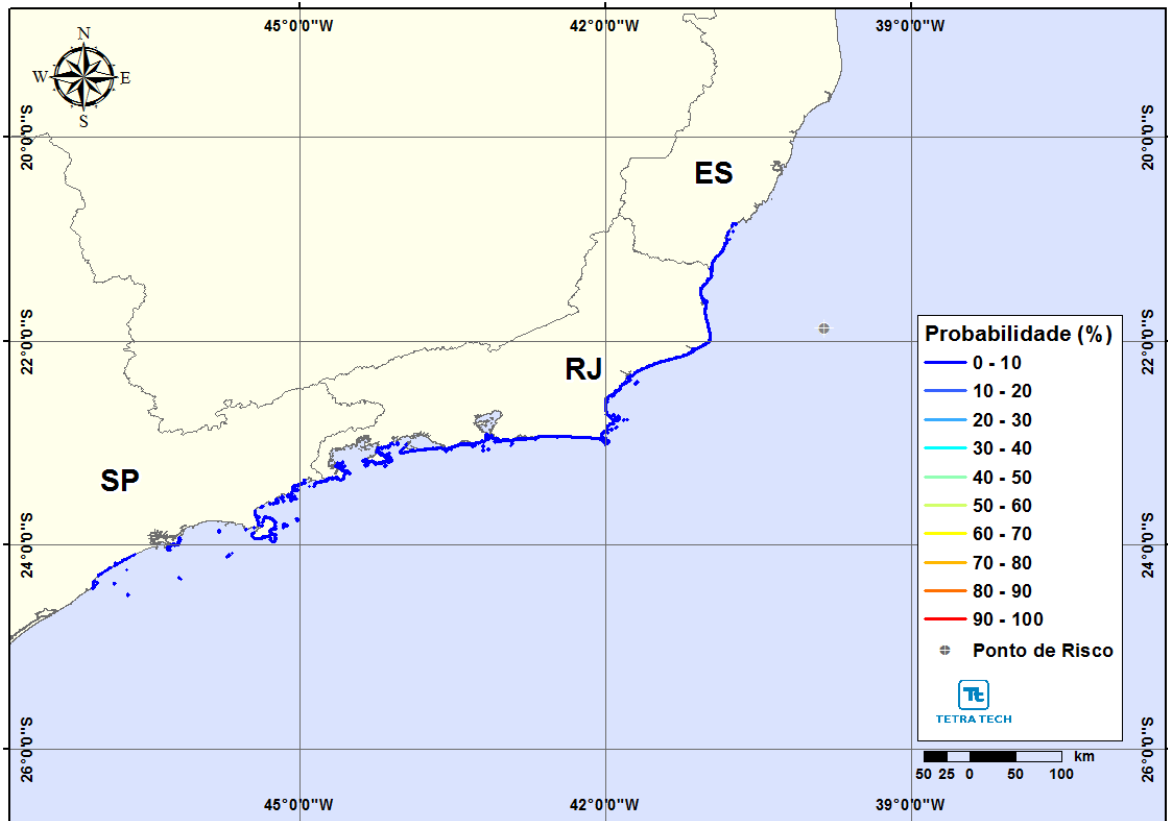 45°0'0"W 42°0'0"W 39°0'0"W
N
W E
S
20°0'0"S 20°0'0"S
ES
22°0'0"S 22°0'0"S
RJ
SP
24°0'0"S 24°0'0"S
26°0'0"S 26°0'0"S
Probabilidade (%)
0 - 10
10 - 20
20 - 30
30 - 40
40 - 50
50 - 60
60 - 70
70 - 80
80 - 90
90 - 100
Ponto de Risco
Tt
TETRA TECH
km
50 25 0 50 100
45°0'0"W 42°0'0"W 39°0'0"W